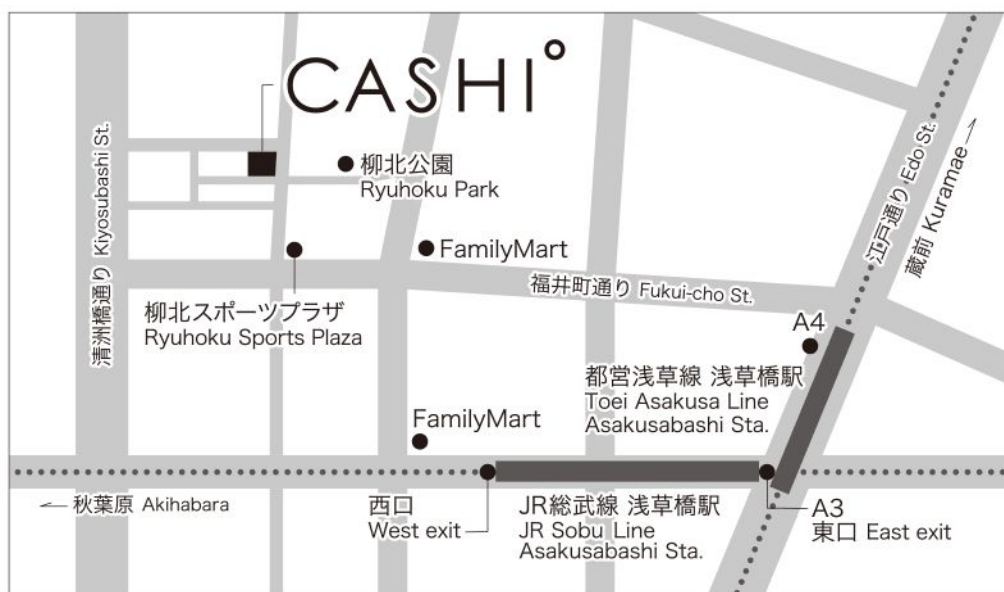 CASHI°
柳北公園
Ryuhoku Park
清洲橋通り Kiyosubashi St.
江戸通り Edo St.
蔵前 Kuramae
FamilyMart
福井町通り Fukui-cho St.
柳北スポーツプラザ
Ryuhoku Sports Plaza
A4
都営浅草線 浅草橋駅
Toei Asakusa Line
Asakusabashi Sta.
FamilyMart
秋葉原 Akihabara
西口
West exit
JR総武線 浅草橋駅
JR Sobu Line
Asakusabashi Sta.
A3
東口 East exit